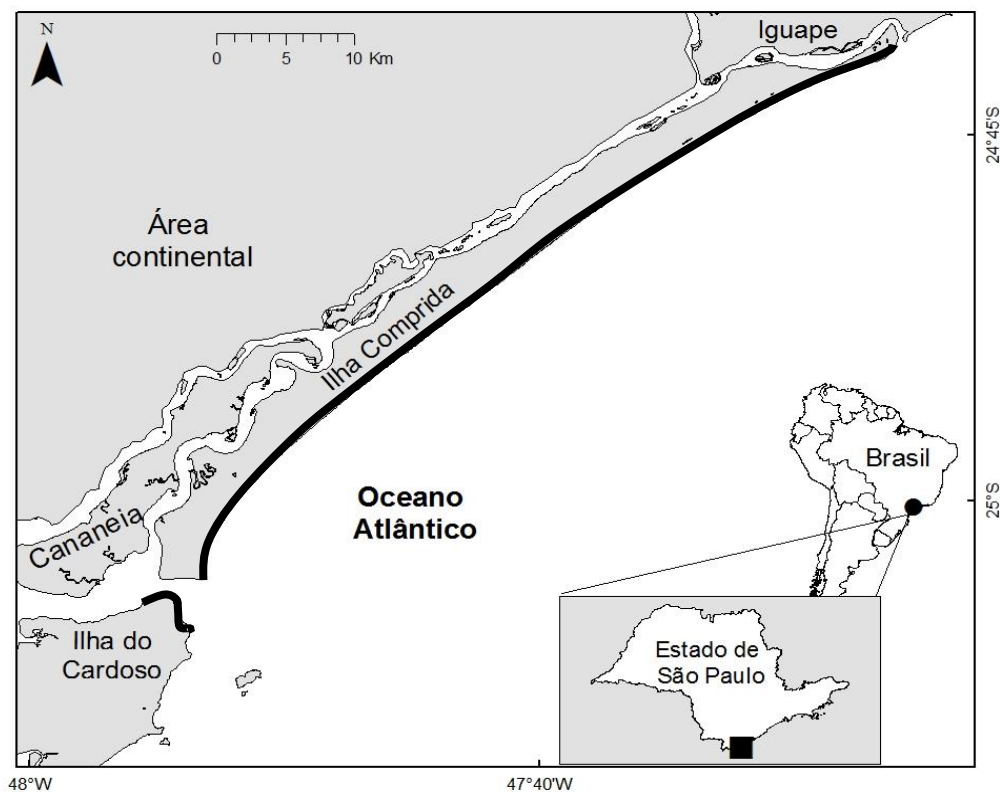 N
0 5 10 Km
Iguape
24°45'S
Área
continental
Ilha Comprida
Brasil
Oceano
Atlântico
25°S
Cananeia
Ilha do
Cardoso
Estado de
São Paulo
48°W
47°40'W